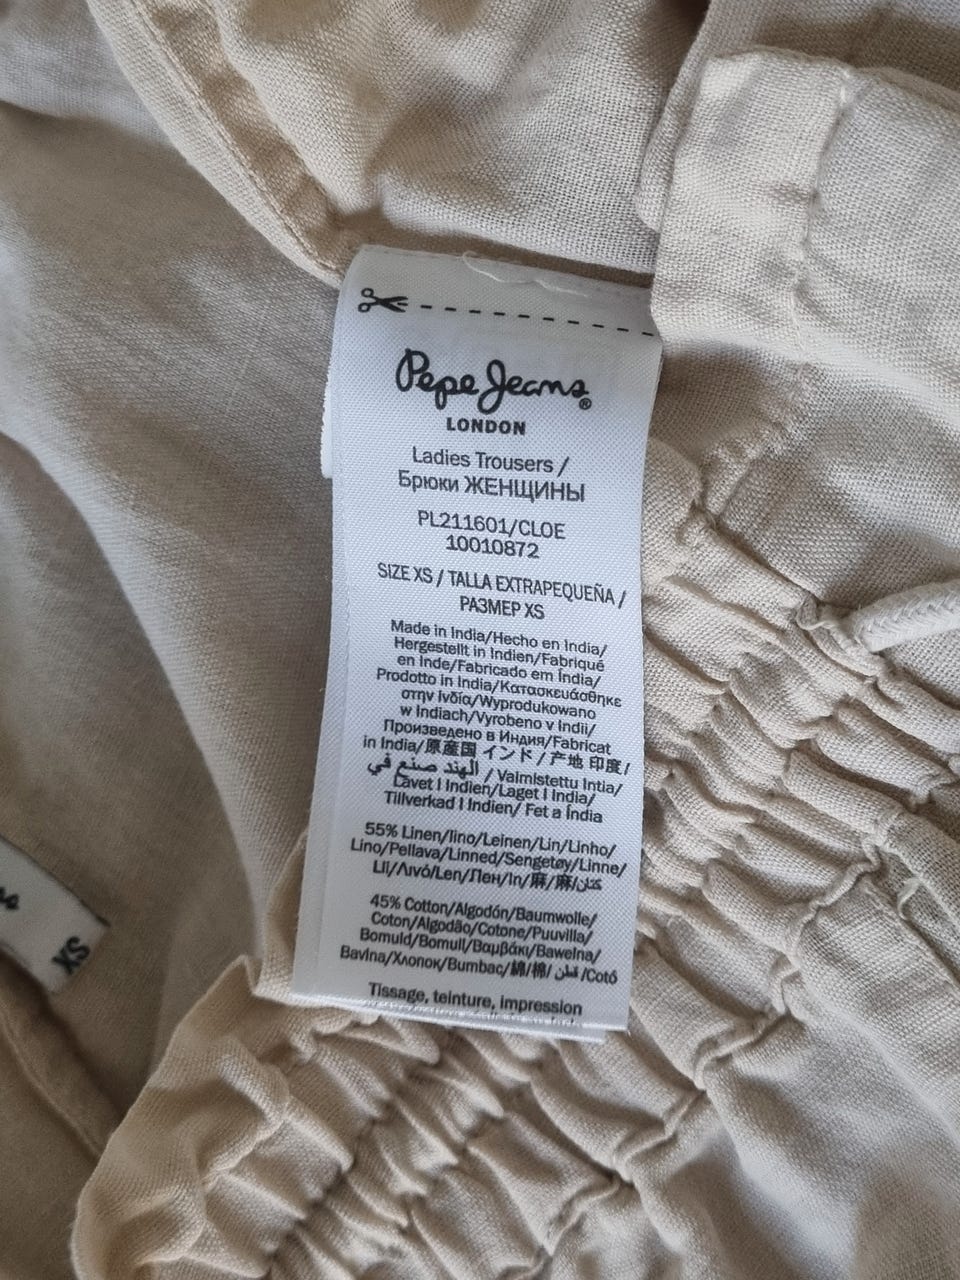 Pepe Jeans®
LONDON
Ladies Trousers /
Брюки ЖЕНЩИНЫ
PL211601/CLOE
10010872
SIZE XS / TALLA EXTRAPEQUEÑA /
РАЗМЕР XS
Made in India/Hecho en India/
Hergestellt in Indien/Fabriqué
en Inde/Fabricado em Índia/
Prodotto in India/Κατασκευάσθηκε
στην Ινδία/Wyprodukowano
w Indiach/Vyrobeno v Indii/
Произведено в Индия/Fabricat
in India/原産国 インド/产地 印度/
الهند صنع في / Valmistettu Intia/
Lavet I Indien/Laget I India/
Tillverkad I Indien/ Fet a Índia
55% Linen/lino/Leinen/Lin/Linho/
Lino/Pellava/Linned/Sengetøy/Linne/
Lli/Λινό/Len/Лен/In/麻/麻/كتان
45% Cotton/Algodón/Baumwolle/
Coton/Algodão/Cotone/Puuvilla/
Bomuld/Bomull/Βαμβάκι/Bawelna/
Bavlna/Хлопок/Bumbac/綿/棉/ قطن /Cotó
Tissage, teinture, impression
XS